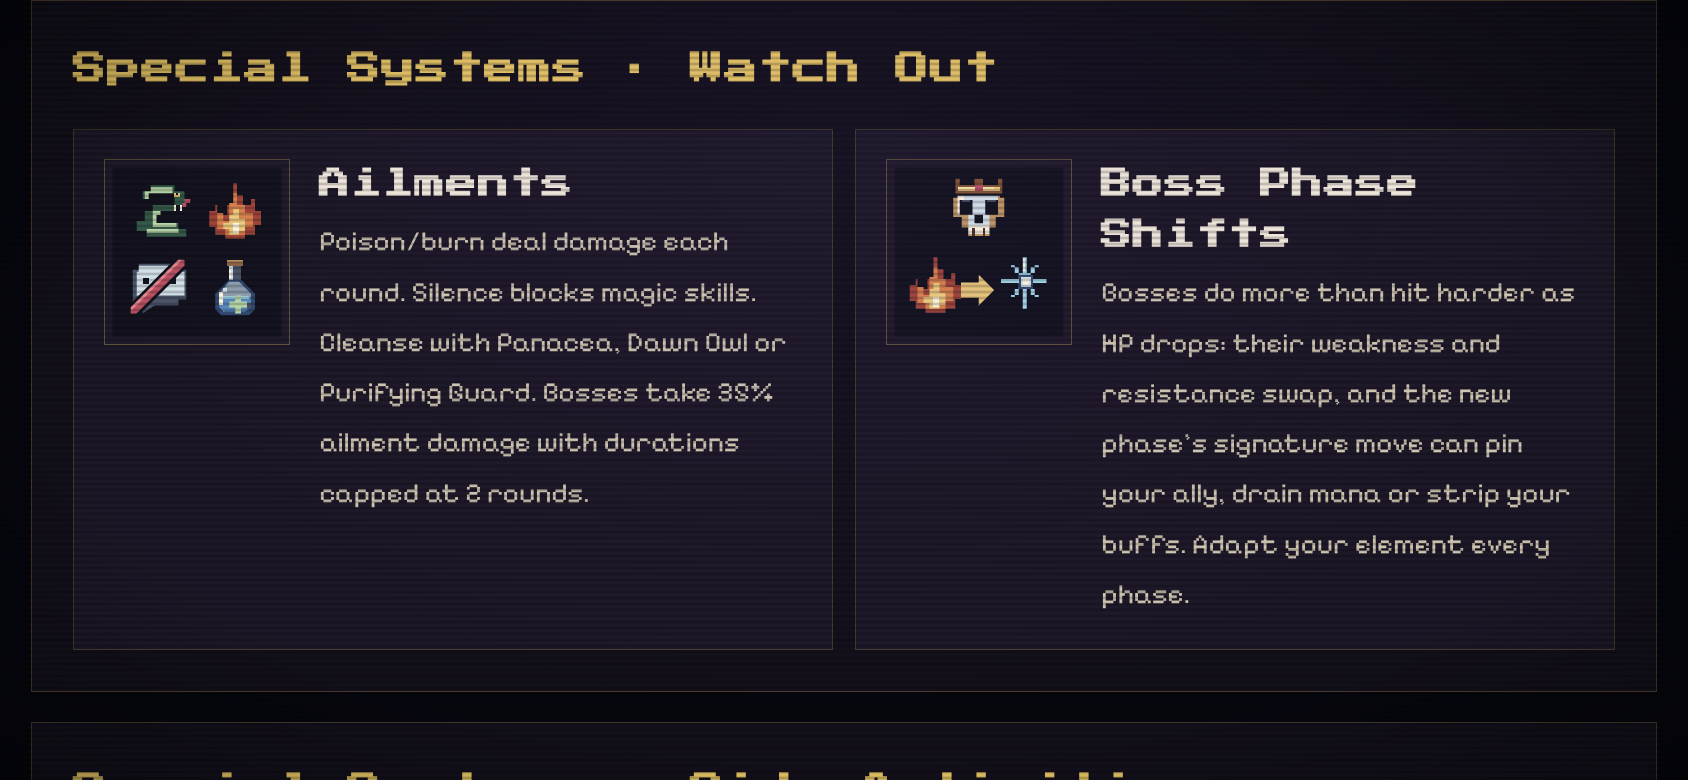 Special Systems · Watch Out
Ailments
Poison/burn deal damage each
round. Silence blocks magic skills.
Cleanse with Panacea, Dawn Owl or
Purifying Guard. Bosses take
ailment damage with durations
capped at 2 rounds.
Boss Phase
Shifts
Bosses do more than hit harder as
HP drops: their weakness and
resistance swap, and the new
phase's signature move can pin
your ally, drain mana or strip your
buffs. Adapt your element every
phase.